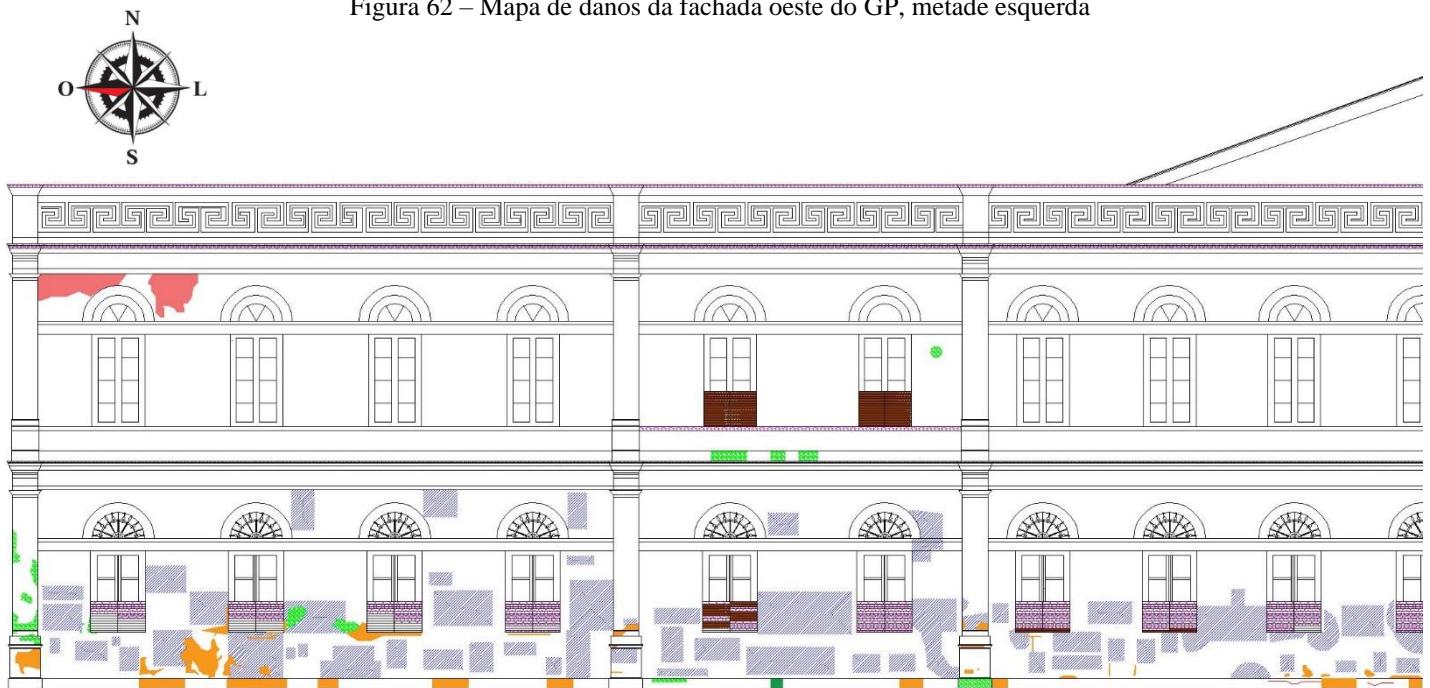 Figura 62 – Mapa de danos da fachada oeste do GP, metade esquerda
N
O L
S